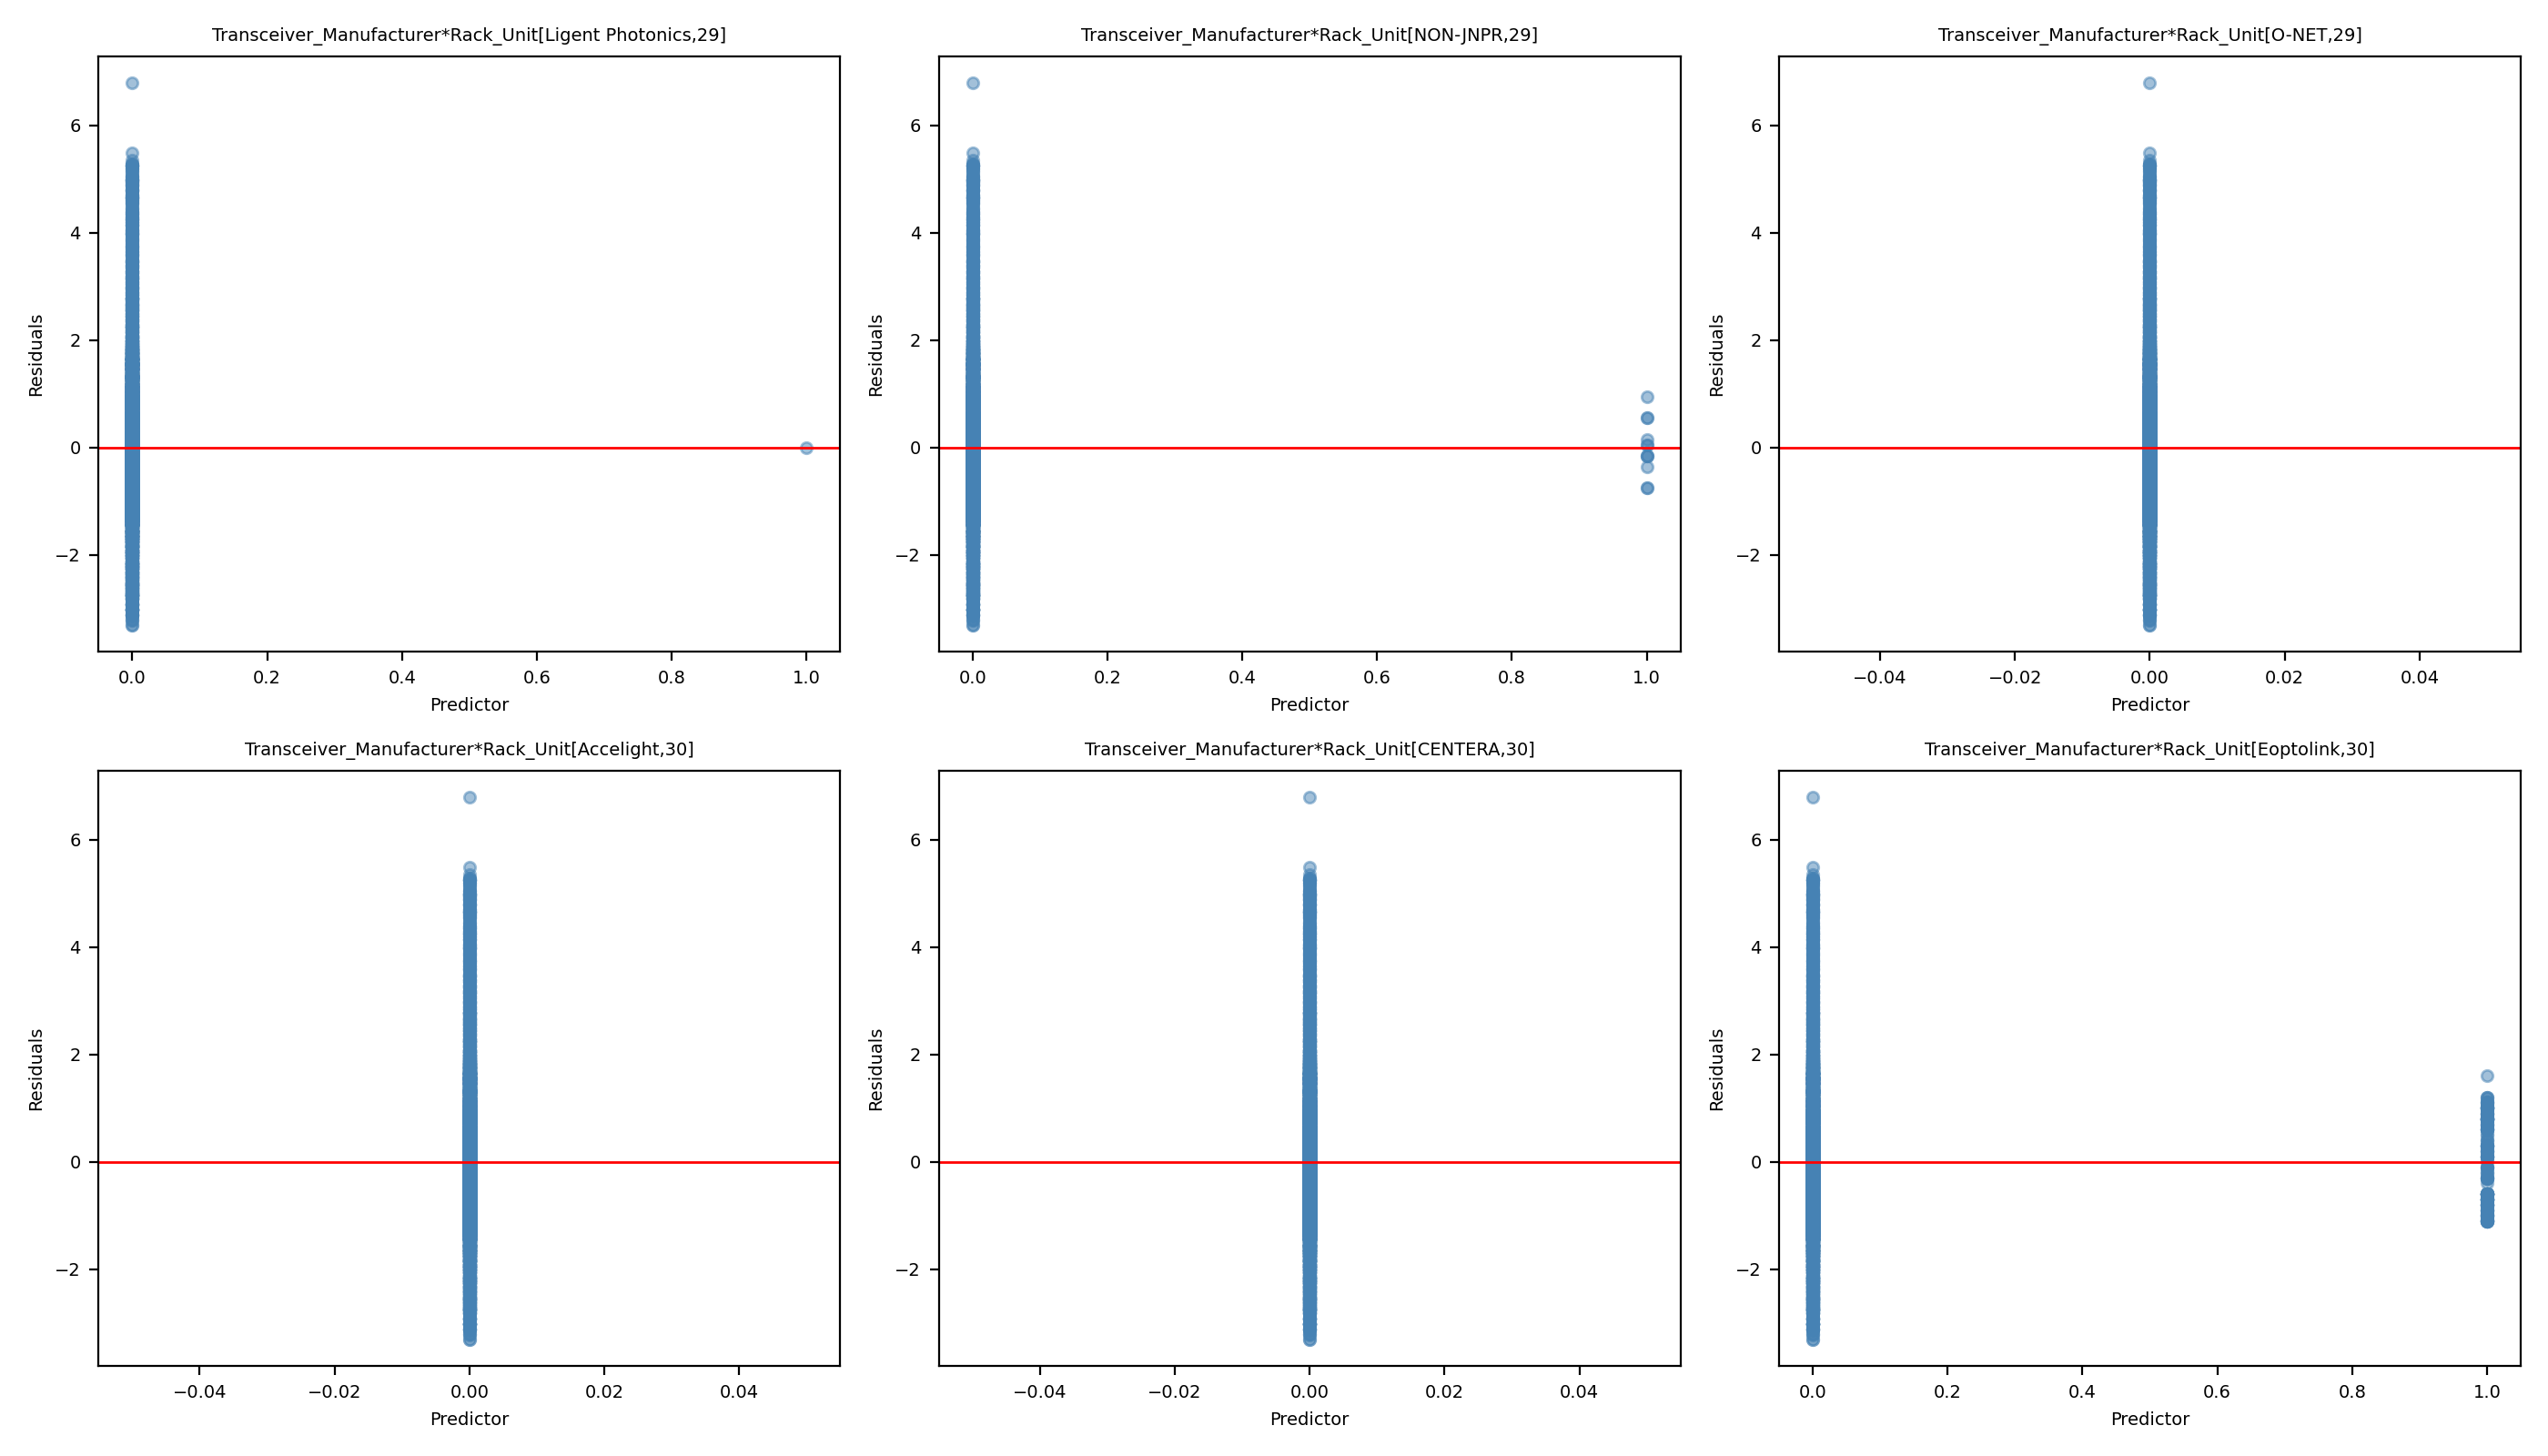 Transceiver_Manufacturer*Rack_Unit[Ligent Photonics,29]
6
4
2
0
−2
Residuals
0.0 0.2 0.4 0.6 0.8 1.0
Predictor
Transceiver_Manufacturer*Rack_Unit[NON-JNPR,29]
6
4
2
0
−2
Residuals
0.0 0.2 0.4 0.6 0.8 1.0
Predictor
Transceiver_Manufacturer*Rack_Unit[O-NET,29]
6
4
2
0
−2
Residuals
−0.04 −0.02 0.00 0.02 0.04
Predictor
Transceiver_Manufacturer*Rack_Unit[Accelight,30]
6
4
2
0
−2
Residuals
−0.04 −0.02 0.00 0.02 0.04
Predictor
Transceiver_Manufacturer*Rack_Unit[CENTERA,30]
6
4
2
0
−2
Residuals
−0.04 −0.02 0.00 0.02 0.04
Predictor
Transceiver_Manufacturer*Rack_Unit[Eoptolink,30]
6
4
2
0
−2
Residuals
0.0 0.2 0.4 0.6 0.8 1.0
Predictor